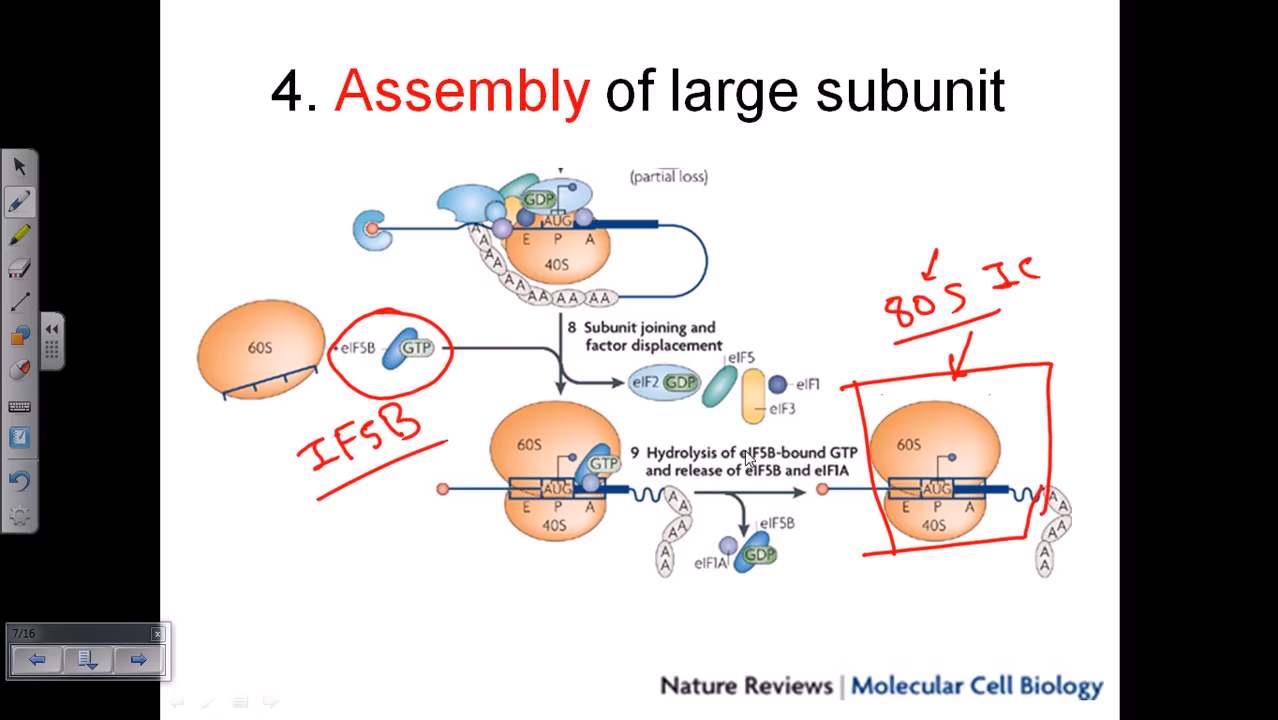 4. Assembly of large subunit
(partial loss)
GDP
AUG
E P A
40S
A
A
AA
AA
AA
AA AA AA
80S IC
60S
eIF5B
GTP
8 Subunit joining and
factor displacement
eIF2 GDP
eIF5
eIF1
eIF3
IF5B
60S
GTP
AUG
E P A
40S
A
A
A
A
A
9 Hydrolysis of eIF5B-bound GTP
and release of eIF5B and eIF1A
eIF5B
eIF1A
GDP
60S
AUG
E P A
40S
A
A
A
A
A
7/16
x
Nature Reviews | Molecular Cell Biology